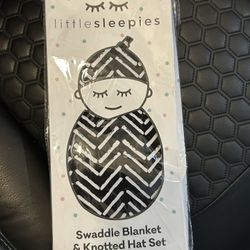 littlesleepies
Swaddle Blanket
& Knotted Hat Set